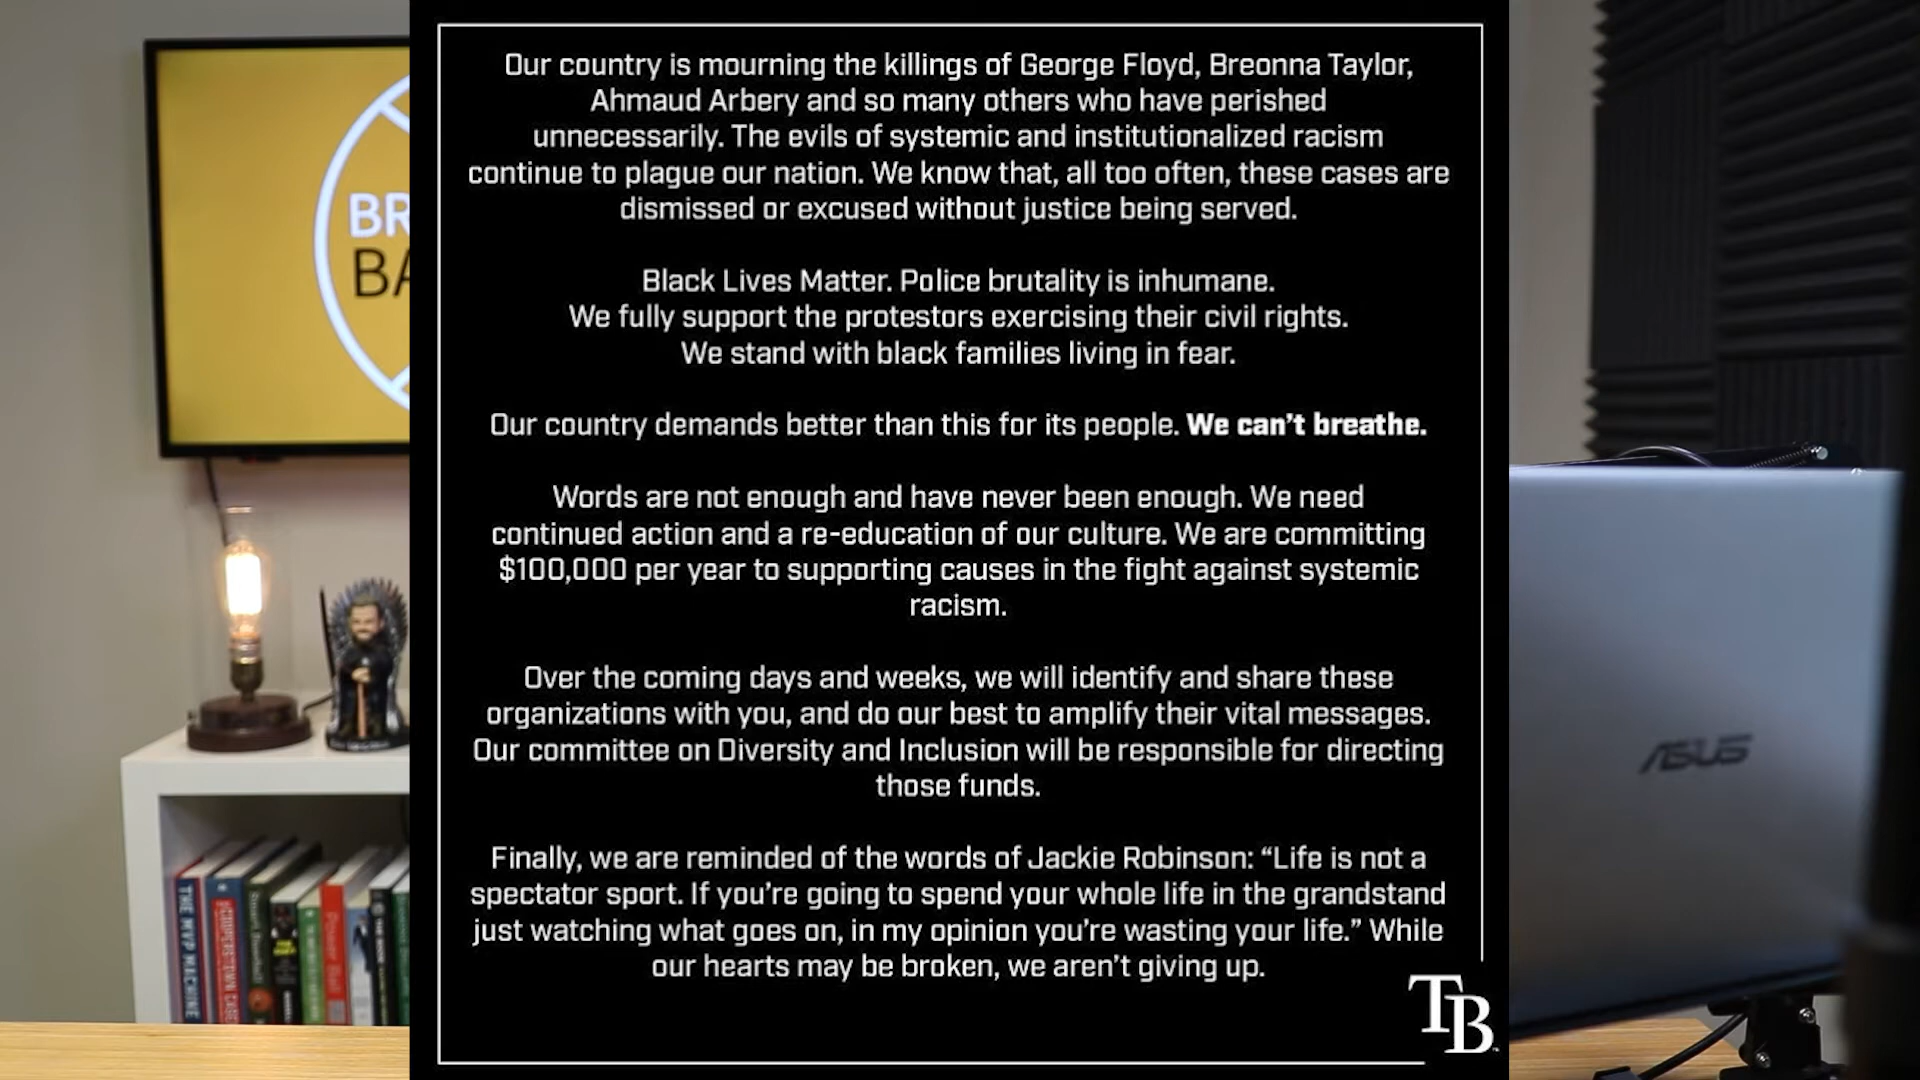 BR
BA
Our country is mourning the killings of George Floyd, Breonna Taylor,
Ahmaud Arbery and so many others who have perished
unnecessarily. The evils of systemic and institutionalized racism
continue to plague our nation. We know that, all too often, these cases are
dismissed or excused without justice being served.
Black Lives Matter. Police brutality is inhumane.
We fully support the protestors exercising their civil rights.
We stand with black families living in fear.
Our country demands better than this for its people. We can't breathe.
Words are not enough and have never been enough. We need
continued action and a re-education of our culture. We are committing
$100,000 per year to supporting causes in the fight against systemic
racism.
Over the coming days and weeks, we will identify and share these
organizations with you, and do our best to amplify their vital messages.
Our committee on Diversity and Inclusion will be responsible for directing
those funds.
Finally, we are reminded of the words of Jackie Robinson: “Life is not a
spectator sport. If you're going to spend your whole life in the grandstand
just watching what goes on, in my opinion you're wasting your life.” While
our hearts may be broken, we aren't giving up.
TB
ASUS
THE MVP MACHINE
Smart Baseball
Power Ball